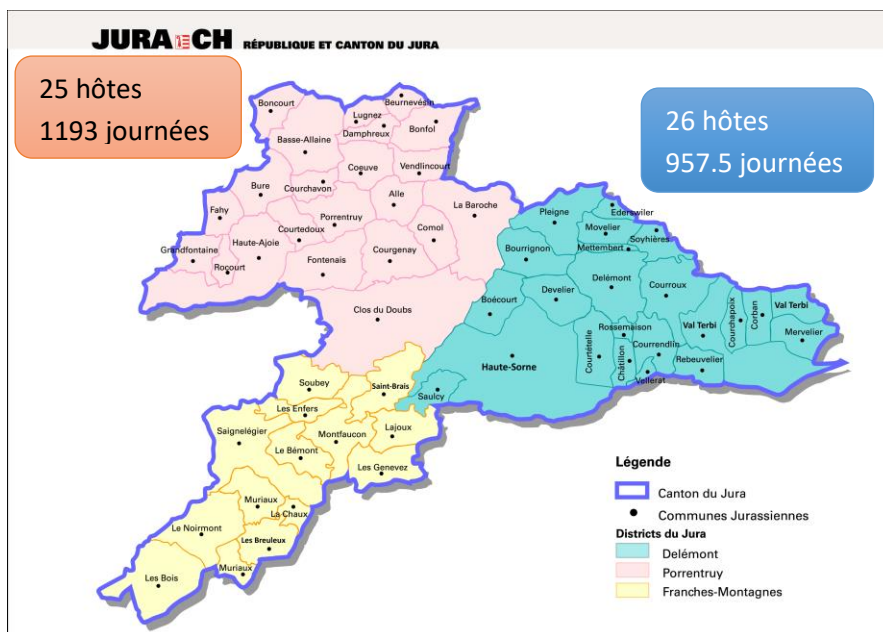 JURA CH RÉPUBLIQUE ET CANTON DU JURA
25 hôtes
1193 journées
26 hôtes
957.5 journées
Boncourt
Beurnevésin
Lugnez
Damphreux
Bonfol
Basse-Allaine
Coeuve
Vendlincourt
Courchavon
Bure
Alle
La Baroche
Fahy
Porrentruy
Courtedoux
Cornol
Grandfontaine
Haute-Ajoie
Rocourt
Fontenais
Courgenay
Clos du Doubs
Ederswiler
Pleigne
Movelier
Soyhières
Mettembert
Bourrignon
Delémont
Courroux
Develier
Boécourt
Val Terbi
Courchapoix
Corban
Val Terbi
Mervelier
Rossemaison
Courrendlin
Courtételle
Châtillon
Rebeuvelier
Vellerat
Haute-Sorne
Saulcy
Soubey
Saint-Brais
Les Enfers
Saignelégier
Montfaucon
Lajoux
Le Bémont
Les Genevez
Muriaux
La Chaux
Le Noirmont
Les Breuleux
Muriaux
Les Bois
Légende
Canton du Jura
Communes Jurassiennes
Districts du Jura
Delémont
Porrentruy
Franches-Montagnes